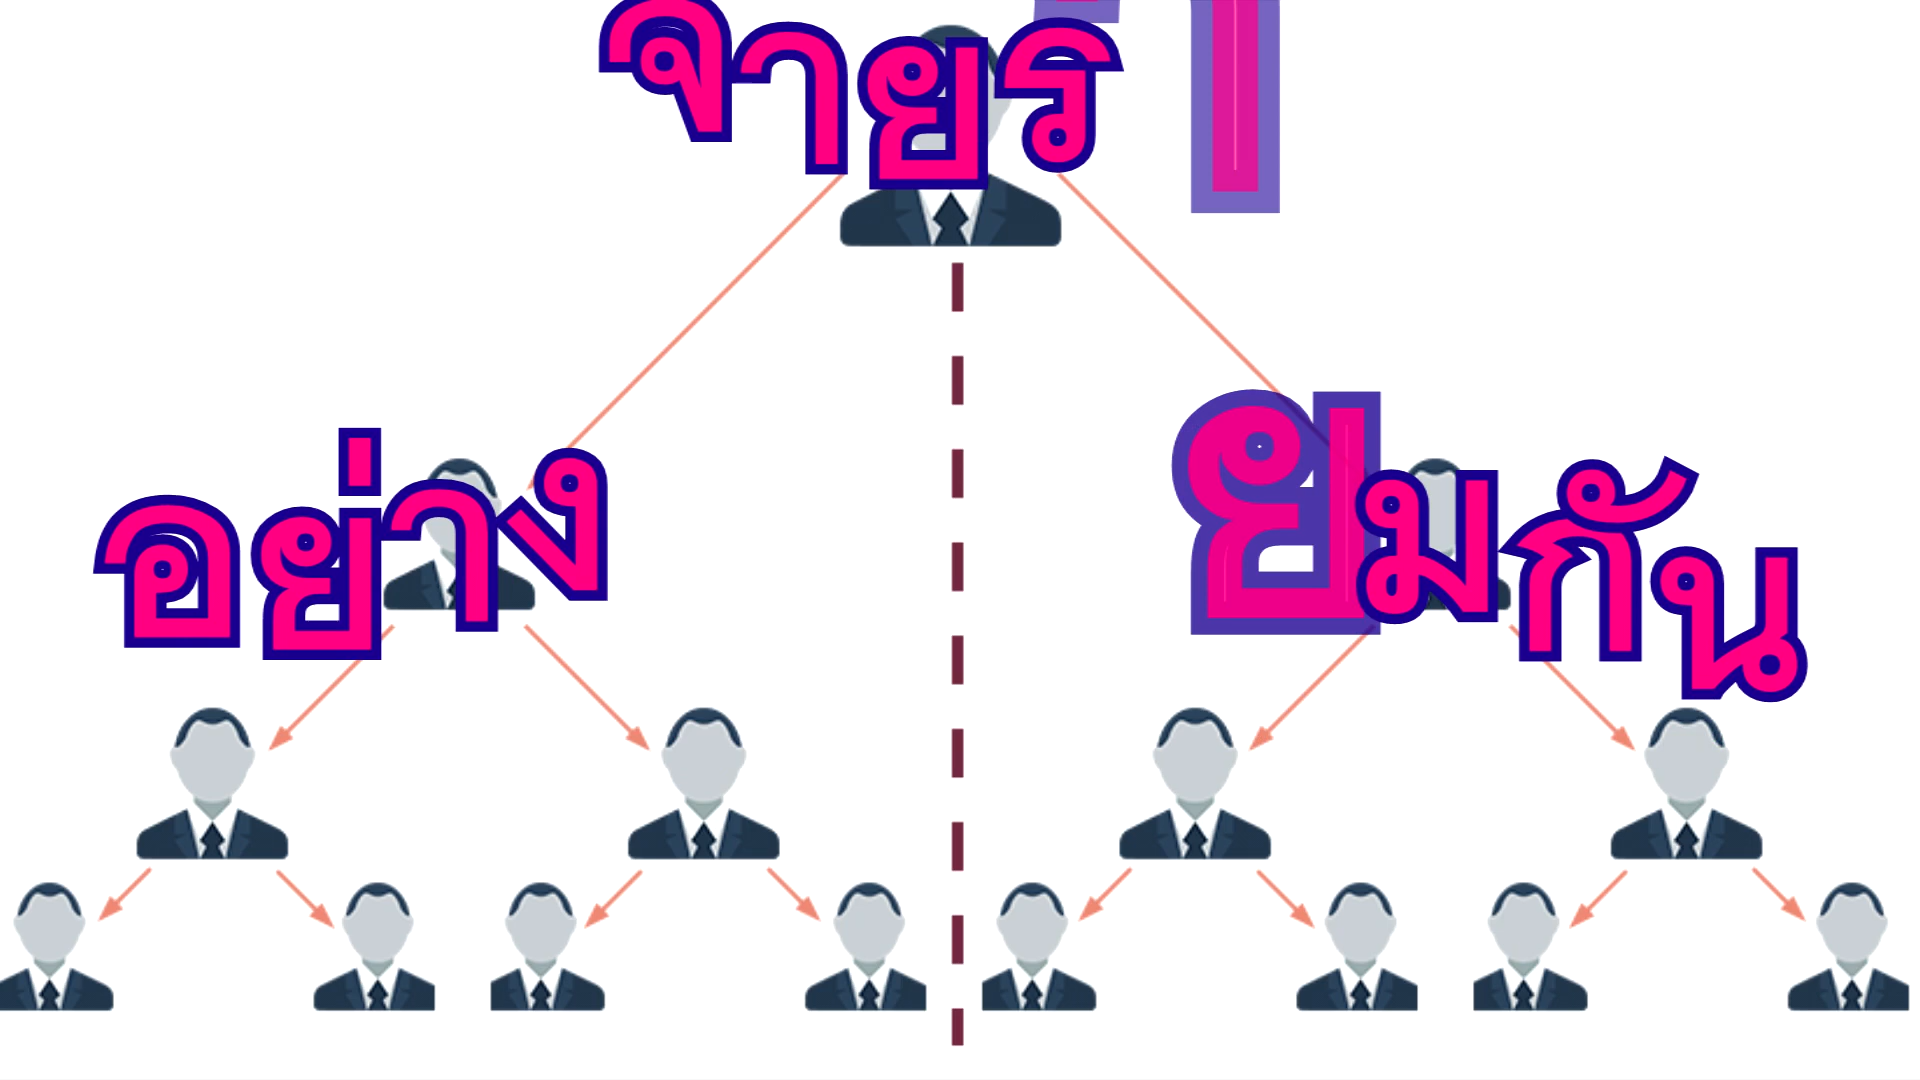 จายร
อย่าง
ยมกัน